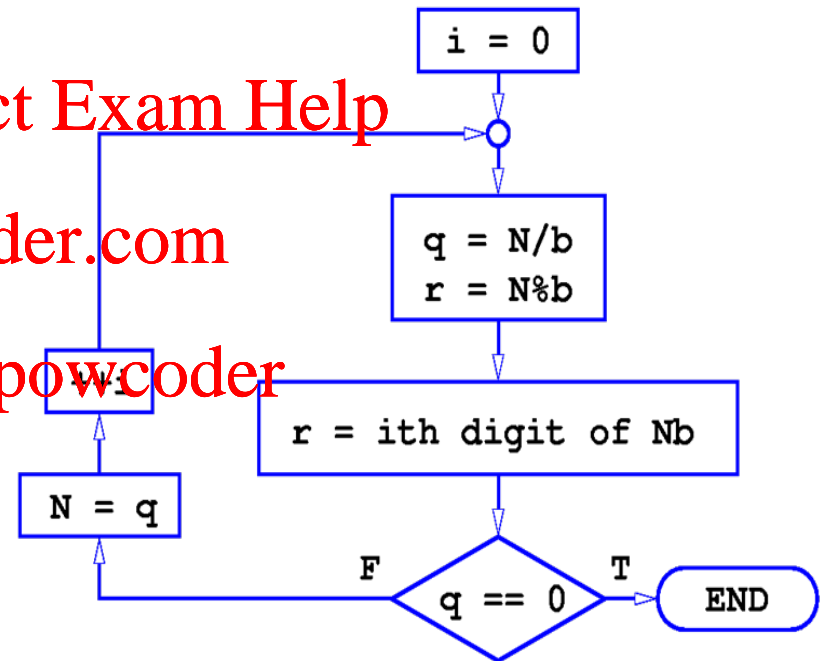 i = 0
ct Exam Help
q = N/b
r = N%b
der.com
++i
powcoder
r = ith digit of Nb
N = q
F
T
q == 0
END